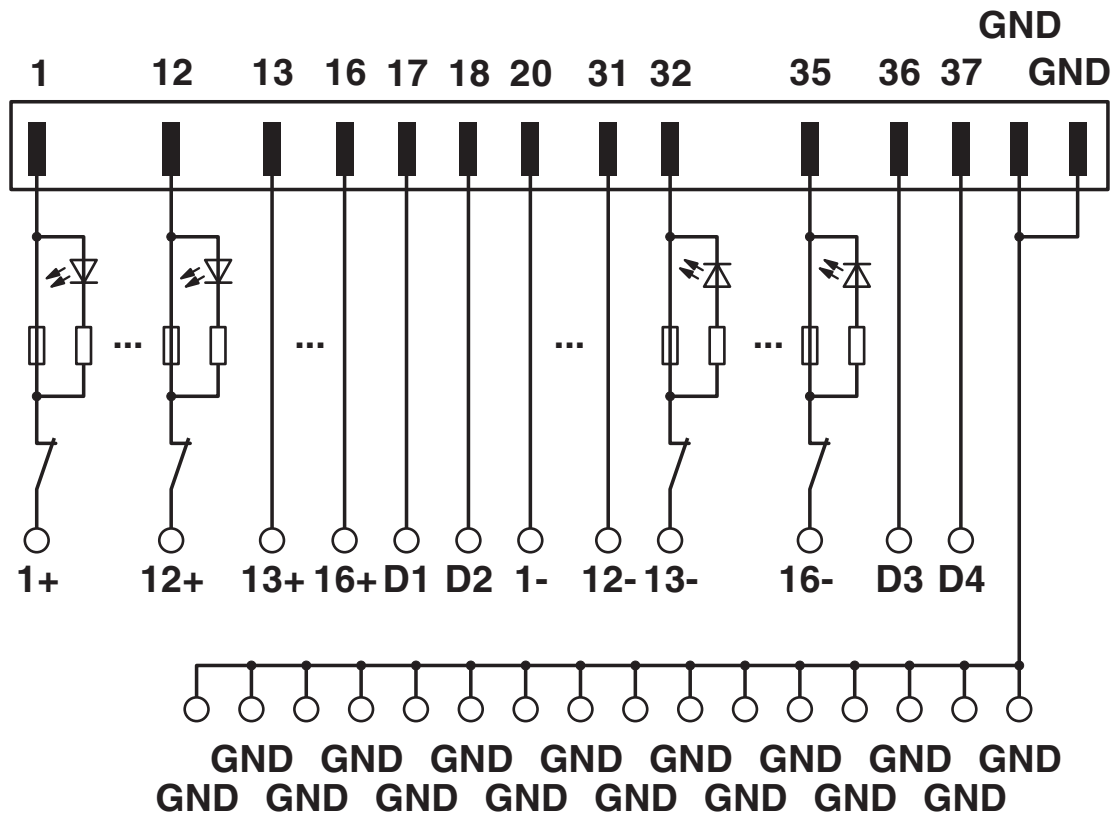 GND
1 12 13 16 17 18 20 31 32 35 36 37 GND
... ... ... ...
1+ 12+ 13+ 16+ D1 D2 1- 12- 13- 16- D3 D4
GND GND GND GND GND GND GND GND
GND GND GND GND GND GND GND GND